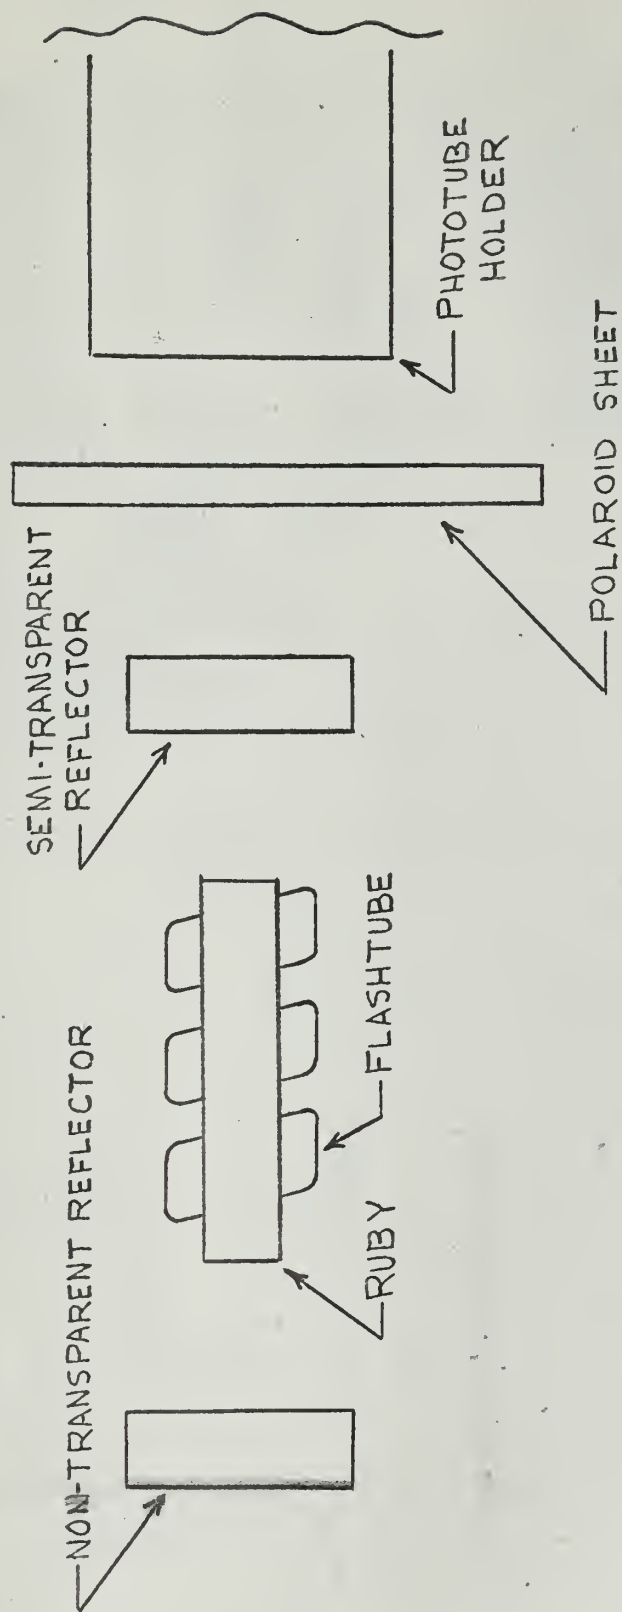 NON-TRANSPARENT REFLECTOR
SEMI-TRANSPARENT
REFLECTOR
RUBY
FLASHTUBE
PHOTOTUBE
HOLDER
POLAROID SHEET